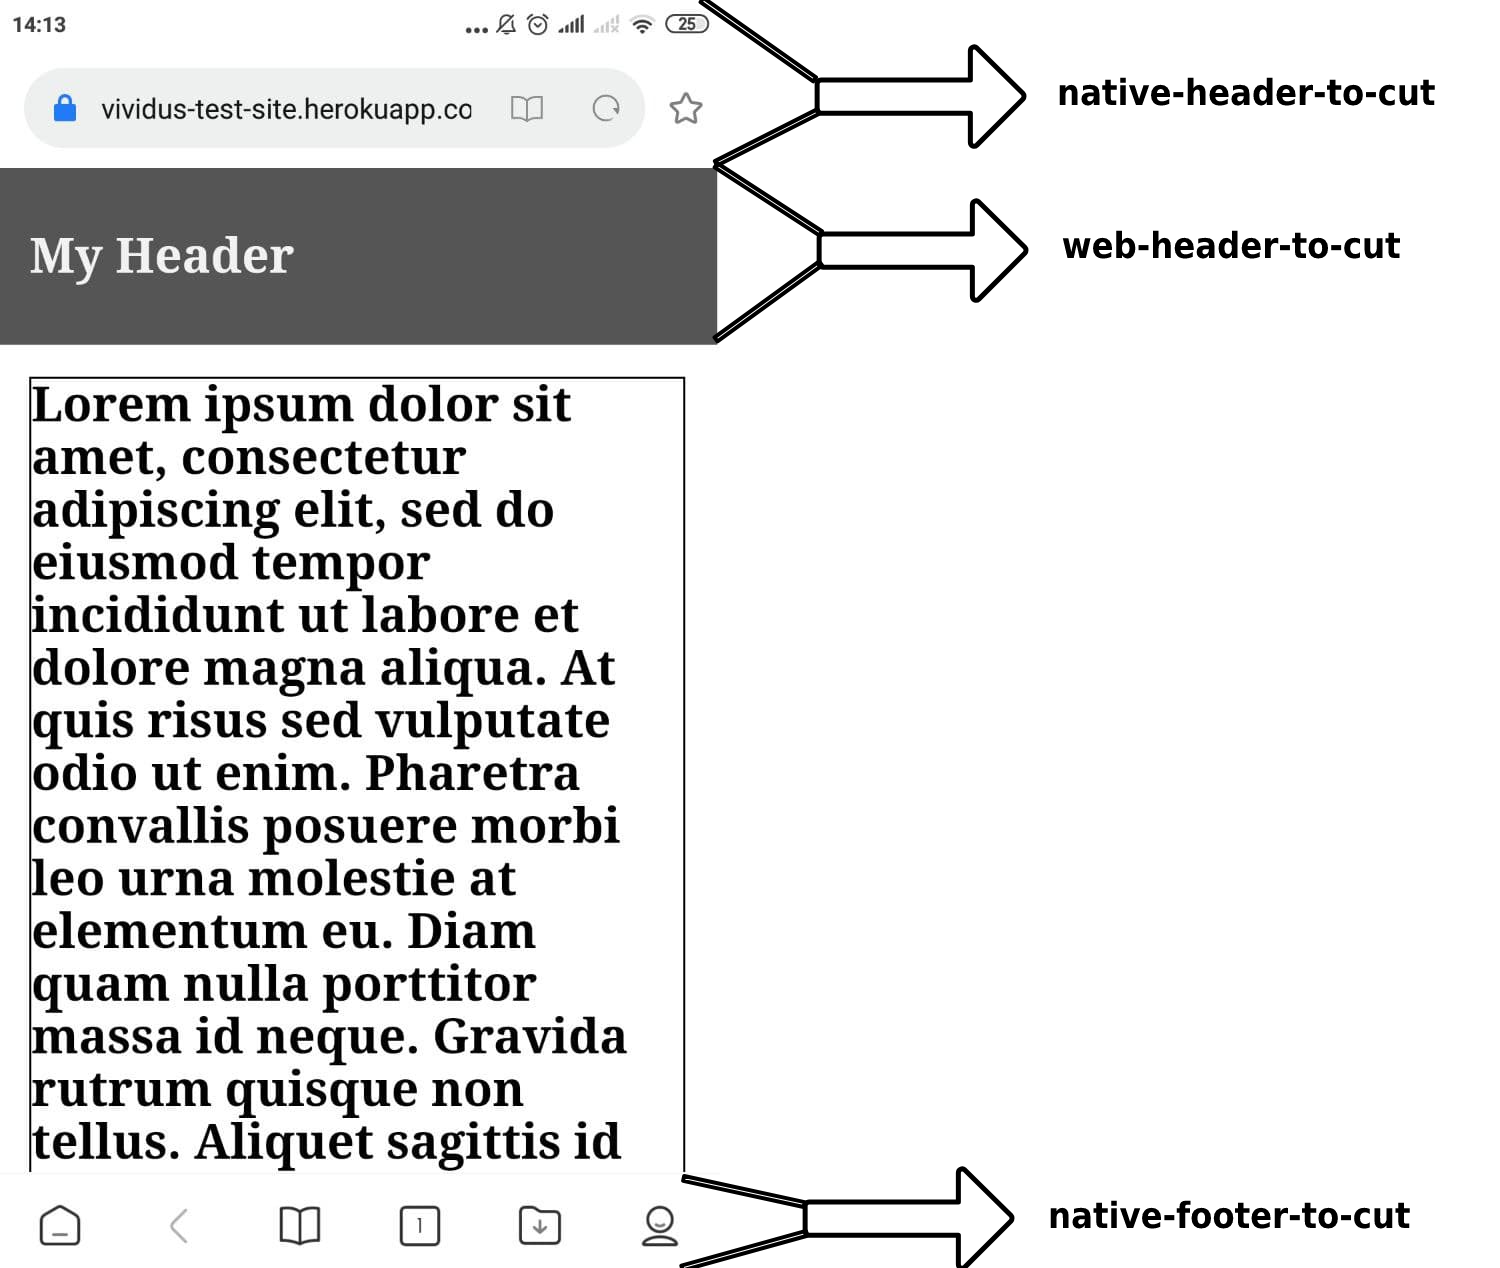 14:13
25
vividus-test-site.herokuapp.co
native-header-to-cut
My Header
web-header-to-cut
Lorem ipsum dolor sit
amet, consectetur
adipiscing elit, sed do
eiusmod tempor
incididunt ut labore et
dolore magna aliqua. At
quis risus sed vulputate
odio ut enim. Pharetra
convallis posuere morbi
leo urna molestie at
elementum eu. Diam
quam nulla porttitor
massa id neque. Gravida
rutrum quisque non
tellus. Aliquet sagittis id
1
native-footer-to-cut